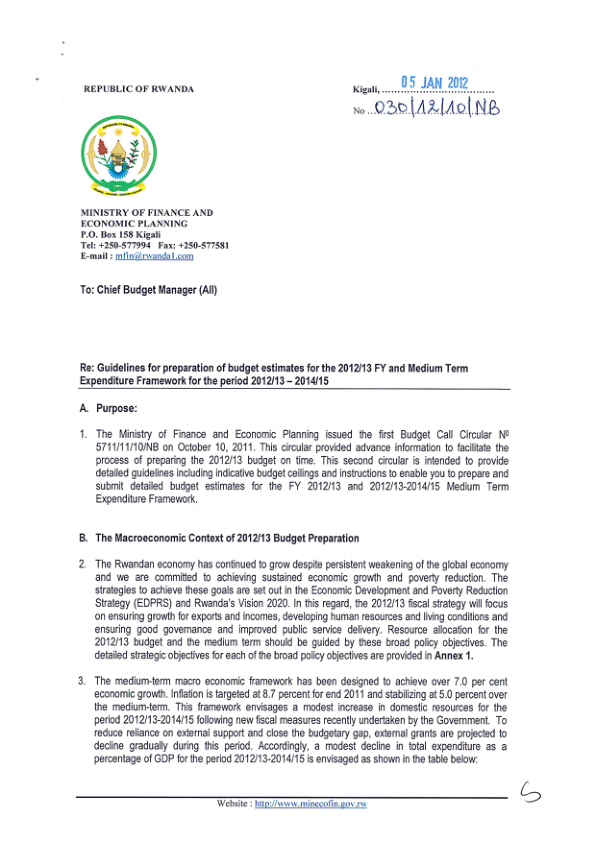 REPUBLIC OF RWANDA
Kigali, 05 JAN 2012
No 030/12/10/NB
MINISTRY OF FINANCE AND
ECONOMIC PLANNING
P.O. Box 158 Kigali
Tel: +250-577994 Fax: +250-577581
E-mail : mfin@rwanda1.com
To: Chief Budget Manager (All)
Re: Guidelines for preparation of budget estimates for the 2012/13 FY and Medium Term
Expenditure Framework for the period 2012/13 – 2014/15
A. Purpose:
1. The Ministry of Finance and Economic Planning issued the first Budget Call Circular Nº
5711/11/10/NB on October 10, 2011. This circular provided advance information to facilitate the
process of preparing the 2012/13 budget on time. This second circular is intended to provide
detailed guidelines including indicative budget ceilings and instructions to enable you to prepare and
submit detailed budget estimates for the FY 2012/13 and 2012/13-2014/15 Medium Term
Expenditure Framework.
B. The Macroeconomic Context of 2012/13 Budget Preparation
2. The Rwandan economy has continued to grow despite persistent weakening of the global economy
and we are committed to achieving sustained economic growth and poverty reduction. The
strategies to achieve these goals are set out in the Economic Development and Poverty Reduction
Strategy (EDPRS) and Rwanda's Vision 2020. In this regard, the 2012/13 fiscal strategy will focus
on ensuring growth for exports and incomes, developing human resources and living conditions and
ensuring good governance and improved public service delivery. Resource allocation for the
2012/13 budget and the medium term should be guided by these broad policy objectives. The
detailed strategic objectives for each of the broad policy objectives are provided in Annex 1.
3. The medium-term macro economic framework has been designed to achieve over 7.0 per cent
economic growth. Inflation is targeted at 8.7 percent for end 2011 and stabilizing at 5.0 percent over
the medium-term. This framework envisages a modest increase in domestic resources for the
period 2012/13-2014/15 following new fiscal measures recently undertaken by the Government. To
reduce reliance on external support and close the budgetary gap, external grants are projected to
decline gradually during this period. Accordingly, a modest decline in total expenditure as a
percentage of GDP for the period 2012/13-2014/15 is envisaged as shown in the table below:
Website : http://www.minecofin.gov.rw